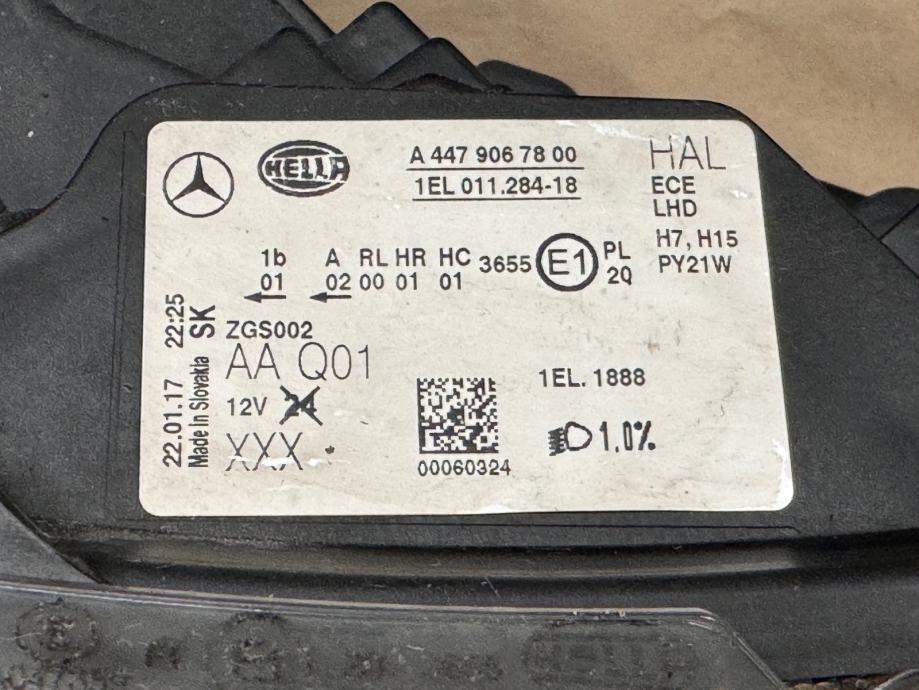 HELLA
A 447 906 78 00
1EL 011.284-18
HAL
ECE
LHD
H7, H15
PY21W
1b A RL HR HC 3655 E1 PL
01 02 00 01 01 2Q
22.01.17 22:25
Made In Slovakia SK
ZGS002
AA Q01
12V 24
XXX
1EL. 1888
1.0%
00060324
HELLA